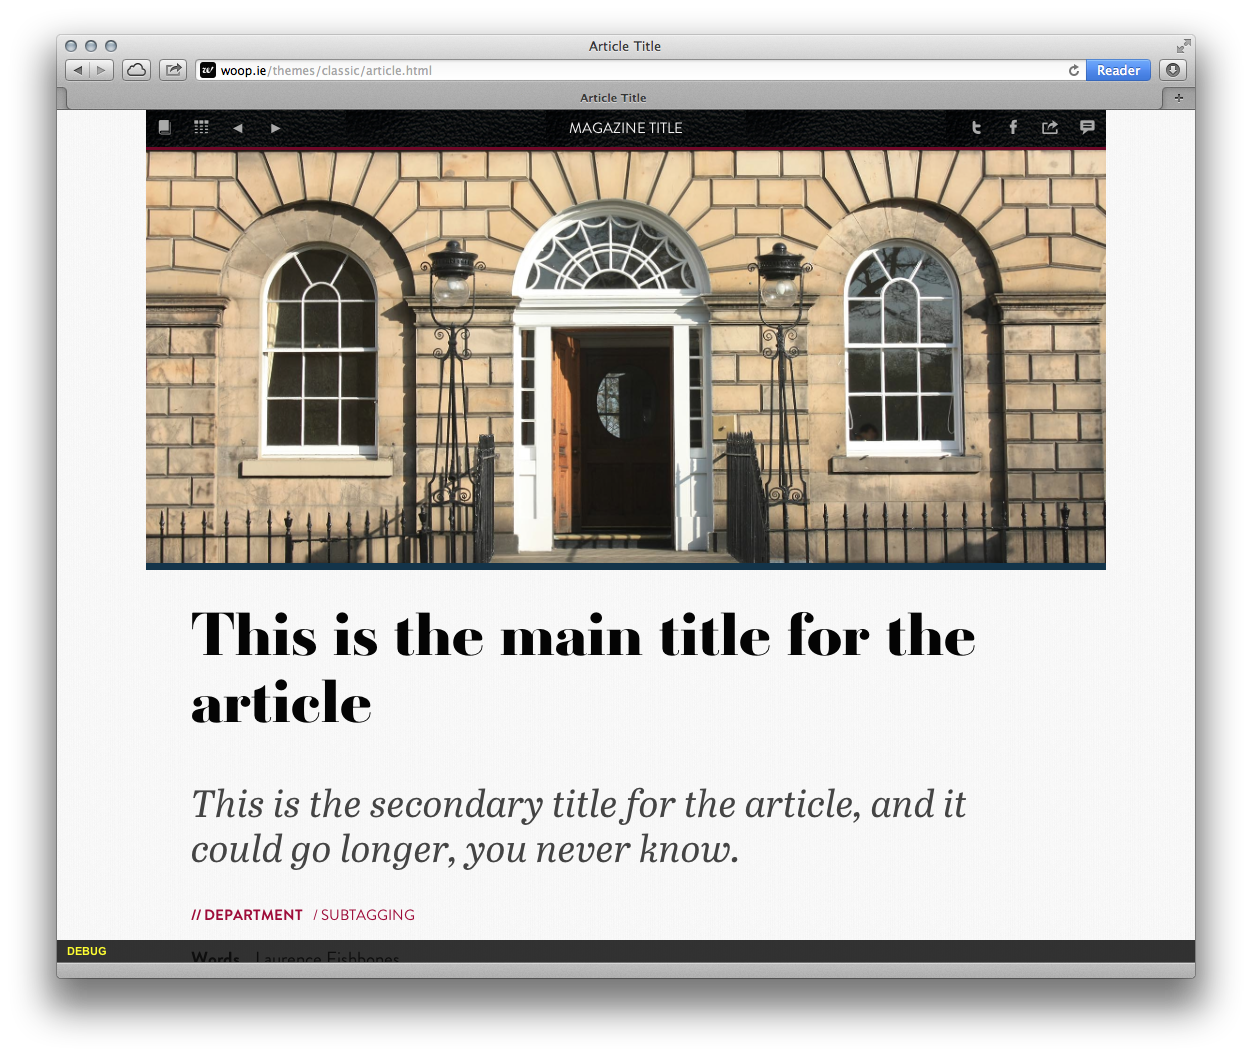 Article Title
woop.ie/themes/classic/article.html
Reader
Article Title
MAGAZINE TITLE
This is the main title for the
article
This is the secondary title for the article, and it
could go longer, you never know.
// DEPARTMENT / SUBTAGGING
Words Laurence Fishbones
DEBUG